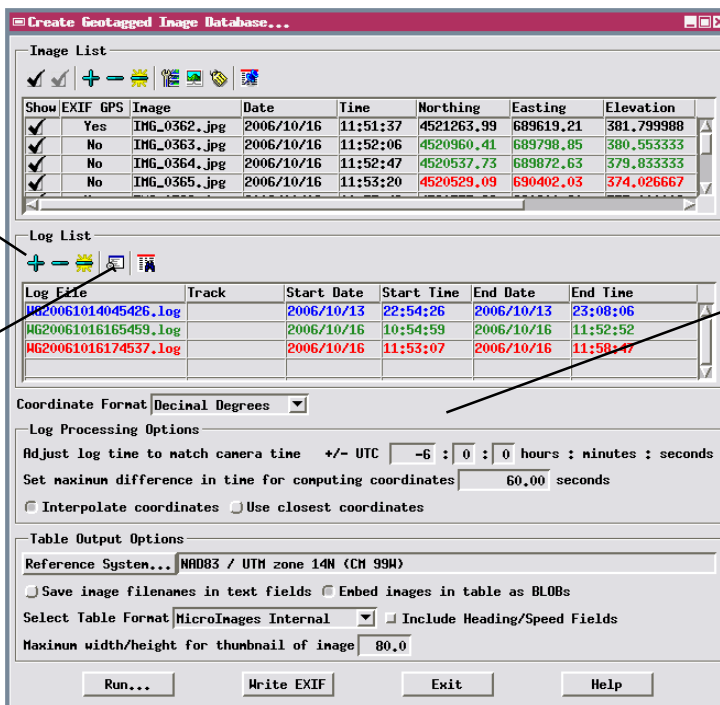 Create Geotagged Image Database...
Image List
Show EXIF GPS Image Date Time Northing Easting Elevation
Yes IMG_0362.jpg 2006/10/16 11:51:37 4521263.99 689619.21 381.799988
No IMG_0363.jpg 2006/10/16 11:52:06 4520960.41 689798.85 380.553333
No IMG_0364.jpg 2006/10/16 11:52:47 4520537.73 689872.63 379.833333
No IMG_0365.jpg 2006/10/16 11:53:20 4520529.09 690402.03 374.026667
Log List
Log File Track Start Date Start Time End Date End Time
WG20061014045426.log 2006/10/13 22:54:26 2006/10/13 23:08:06
WG20061016165459.log 2006/10/16 10:54:59 2006/10/16 11:52:52
WG20061016174537.log 2006/10/16 11:53:07 2006/10/16 11:58:47
Coordinate Format Decimal Degrees
Log Processing Options
Adjust log time to match camera time +/- UTC -6 : 0 : 0 hours : minutes : seconds
Set maximum difference in time for computing coordinates 60.00 seconds
Interpolate coordinates Use closest coordinates
Table Output Options
Reference System... NAD83 / UTM zone 14N (CM 99W)
Save image filenames in text fields Embed images in table as BLOBs
Select Table Format MicroImages Internal Include Heading/Speed Fields
Maximum width/height for thumbnail of image 80.0
Run... Write EXIF Exit Help